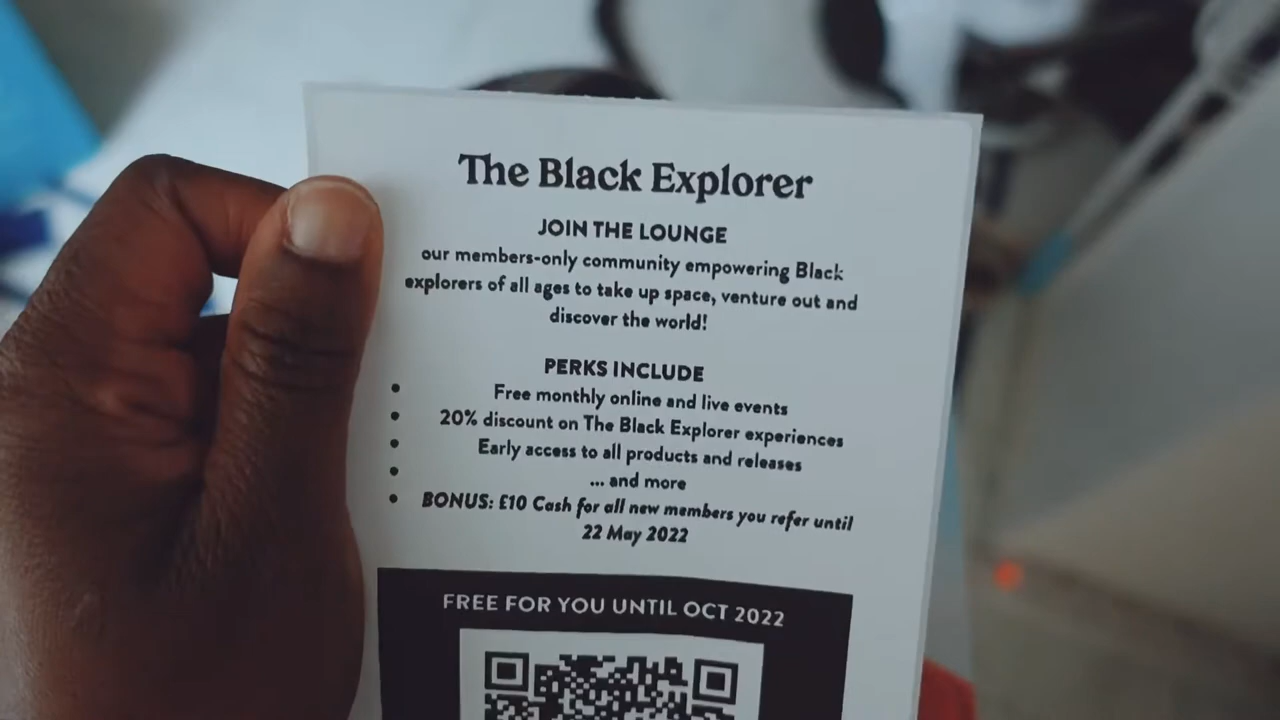 The Black Explorer
JOIN THE LOUNGE
our members-only community empowering Black
explorers of all ages to take up space, venture out and
discover the world!
PERKS INCLUDE
• Free monthly online and live events
• 20% discount on The Black Explorer experiences
• Early access to all products and releases
• ... and more
• BONUS: £10 Cash for all new members you refer until
22 May 2022
FREE FOR YOU UNTIL OCT 2022